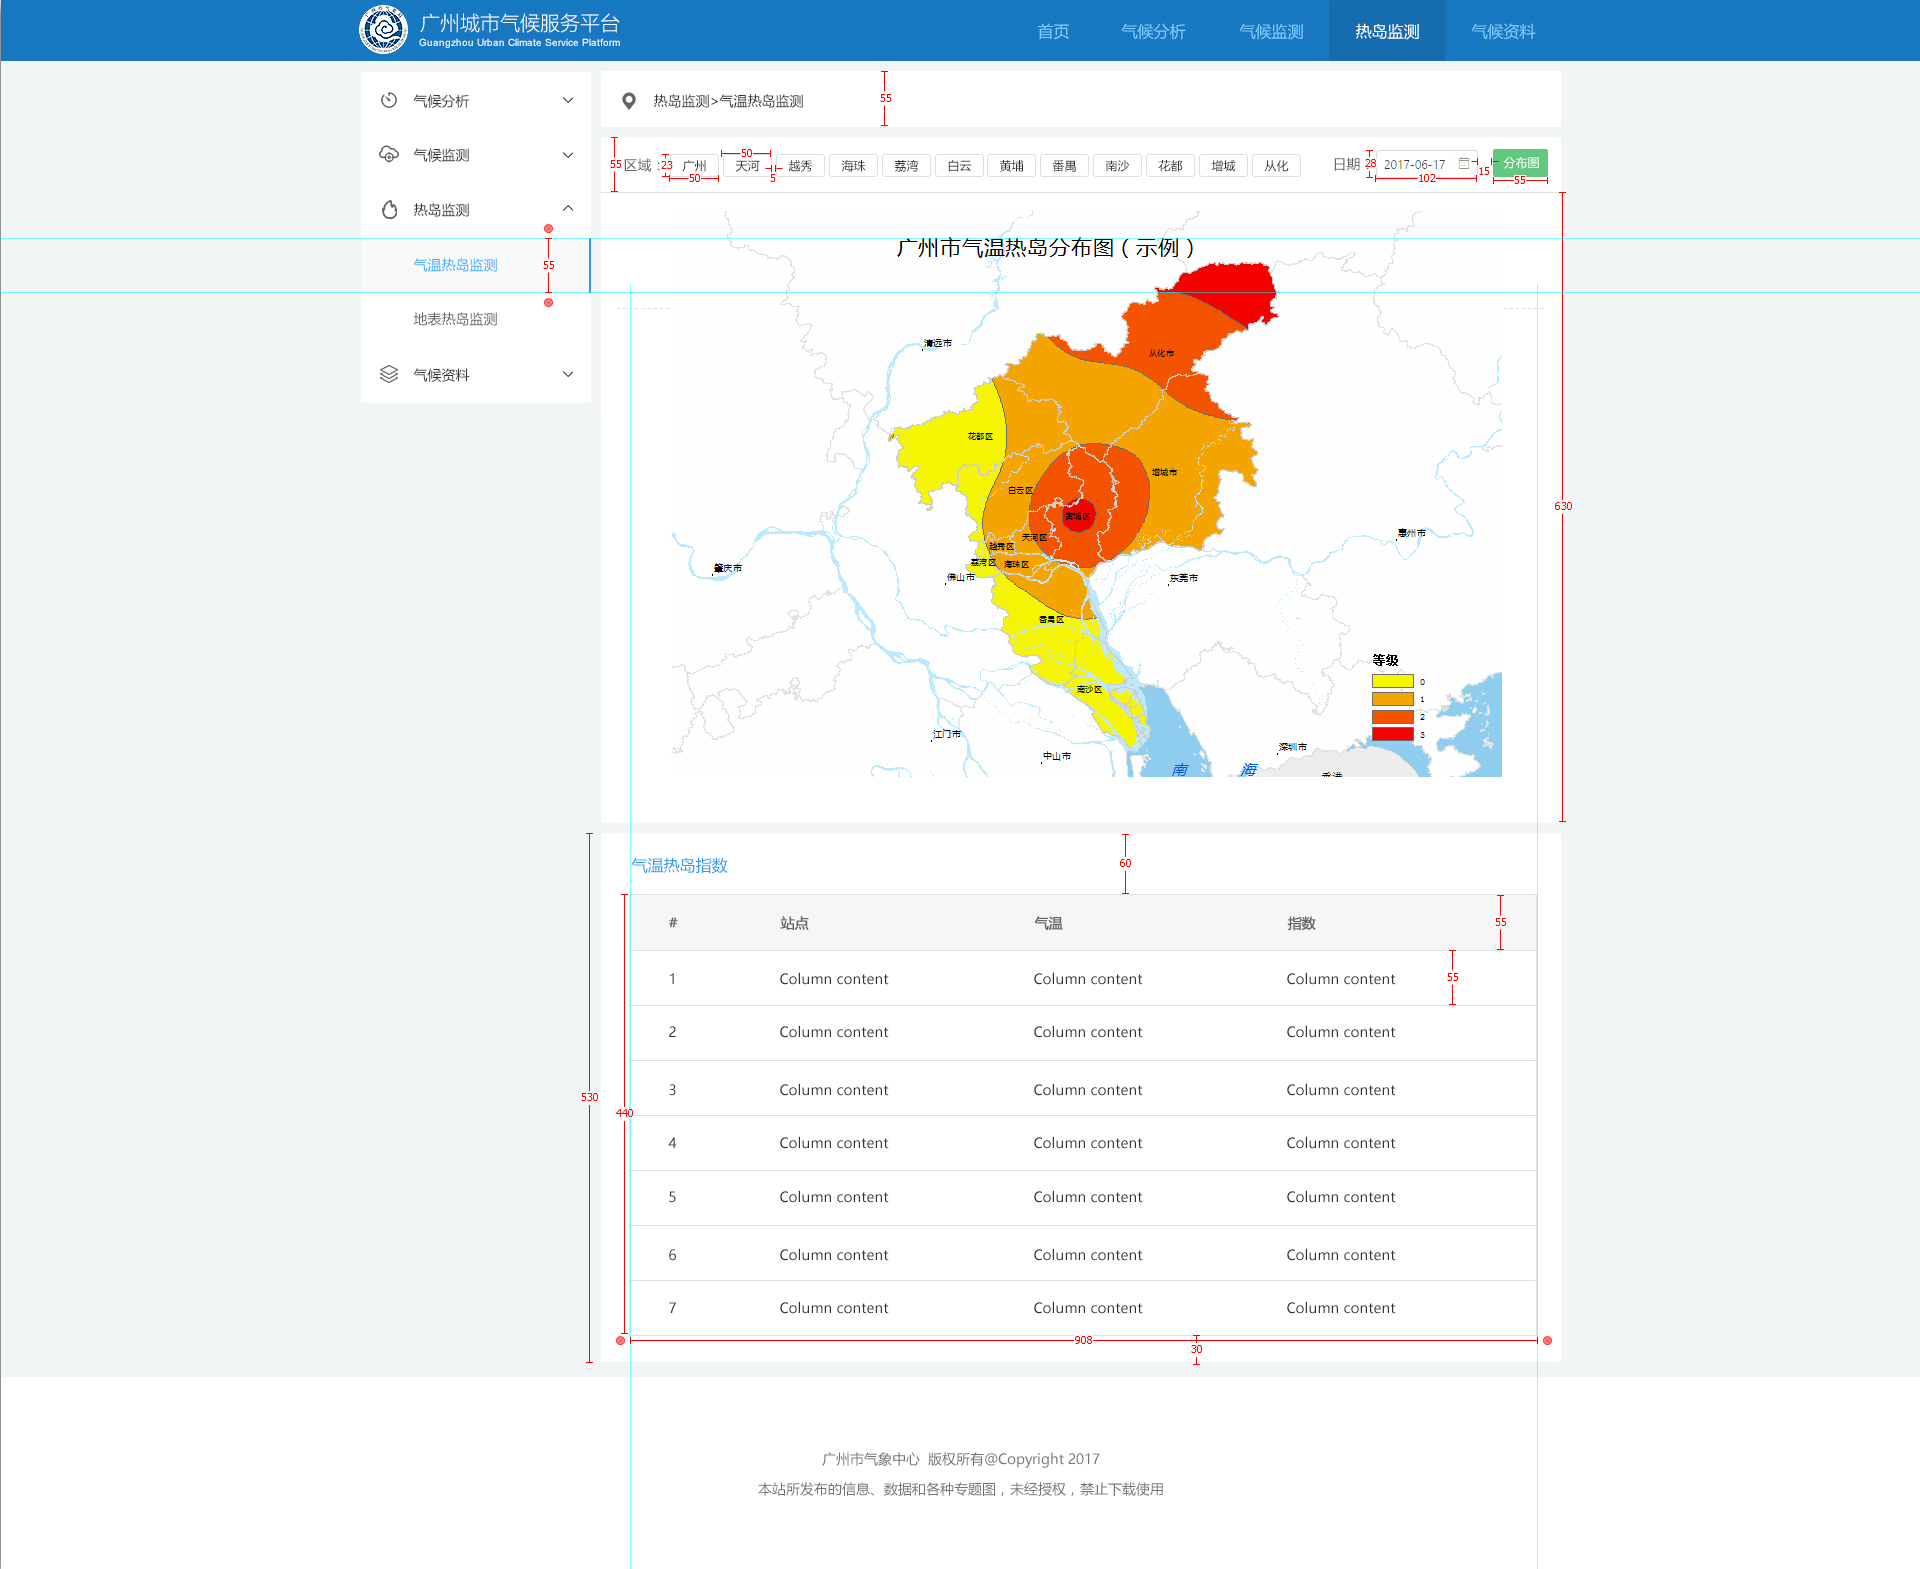 广州城市气候服务平台
Guangzhou Urban Climate Service Platform
首页 气候分析 气候监测 热岛监测 气候资料
气候分析
气候监测
热岛监测
55
气温热岛监测
地表热岛监测
气候资料
热岛监测>气温热岛监测
55
55 区域: 23 广州 天河 越秀 海珠 荔湾 白云 黄埔 番禺 南沙 花都 增城 从化
50 50 5
日期 28 2017-06-17 15 分布图
102 55
广州市气温热岛分布图（示例）
清远市
从化市
花都区
增城市
白云区
黄埔区
天河区
越秀区
荔湾区
海珠区
惠州市
肇庆市
佛山市
东莞市
番禺区
南沙区
江门市
中山市
深圳市
南 海
香港
等级
0
1
2
3
630
气温热岛指数
60
# 站点 气温 指数
55
1 Column content Column content Column content
55
2 Column content Column content Column content
3 Column content Column content Column content
4 Column content Column content Column content
5 Column content Column content Column content
6 Column content Column content Column content
7 Column content Column content Column content
530
440
908
30
广州市气象中心 版权所有@Copyright 2017
本站所发布的信息、数据和各种专题图，未经授权，禁止下载使用